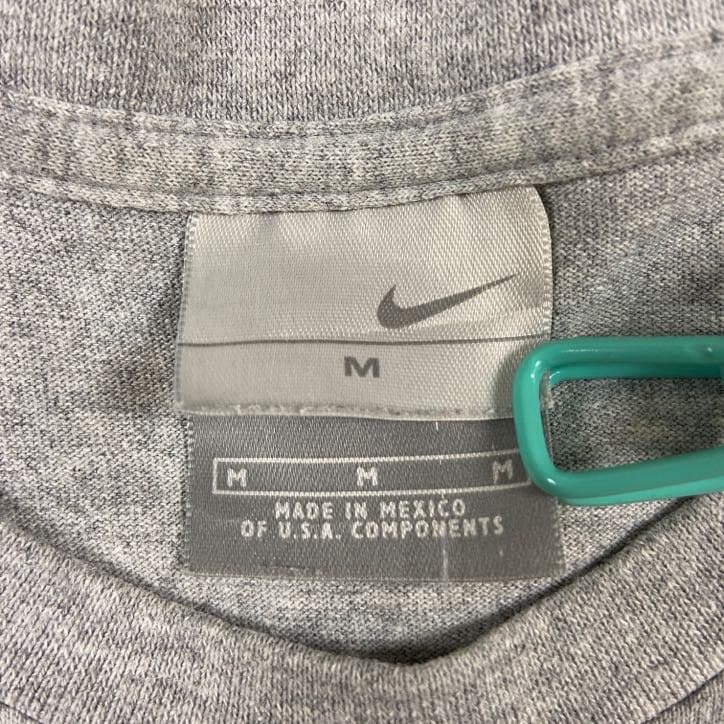 M
M M M
MADE IN MEXICO
OF U.S.A. COMPONENTS